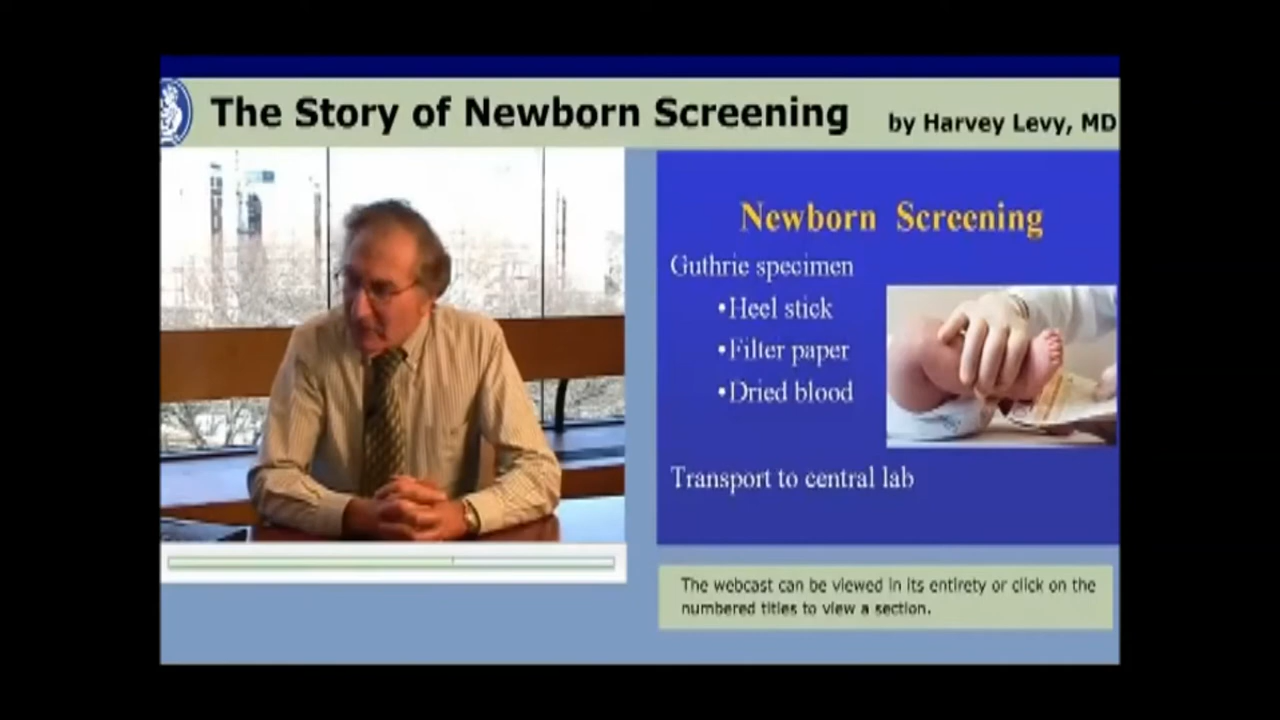 The Story of Newborn Screening
by Harvey Levy, MD
Newborn Screening
Guthrie specimen
•Heel stick
•Filter paper
•Dried blood
Transport to central lab
The webcast can be viewed in its entirety or click on the
numbered titles to view a section.